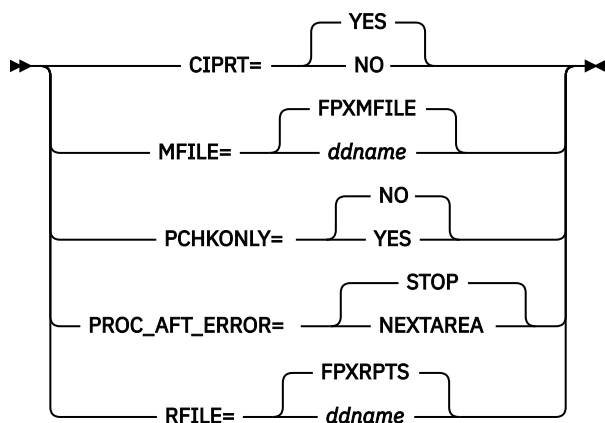 YES
CIPRT= NO
FPXMFILE
MFILE= ddname
NO
PCHKONLY= YES
STOP
PROC_AFT_ERROR= NEXTAREA
FPXRPTS
RFILE= ddname